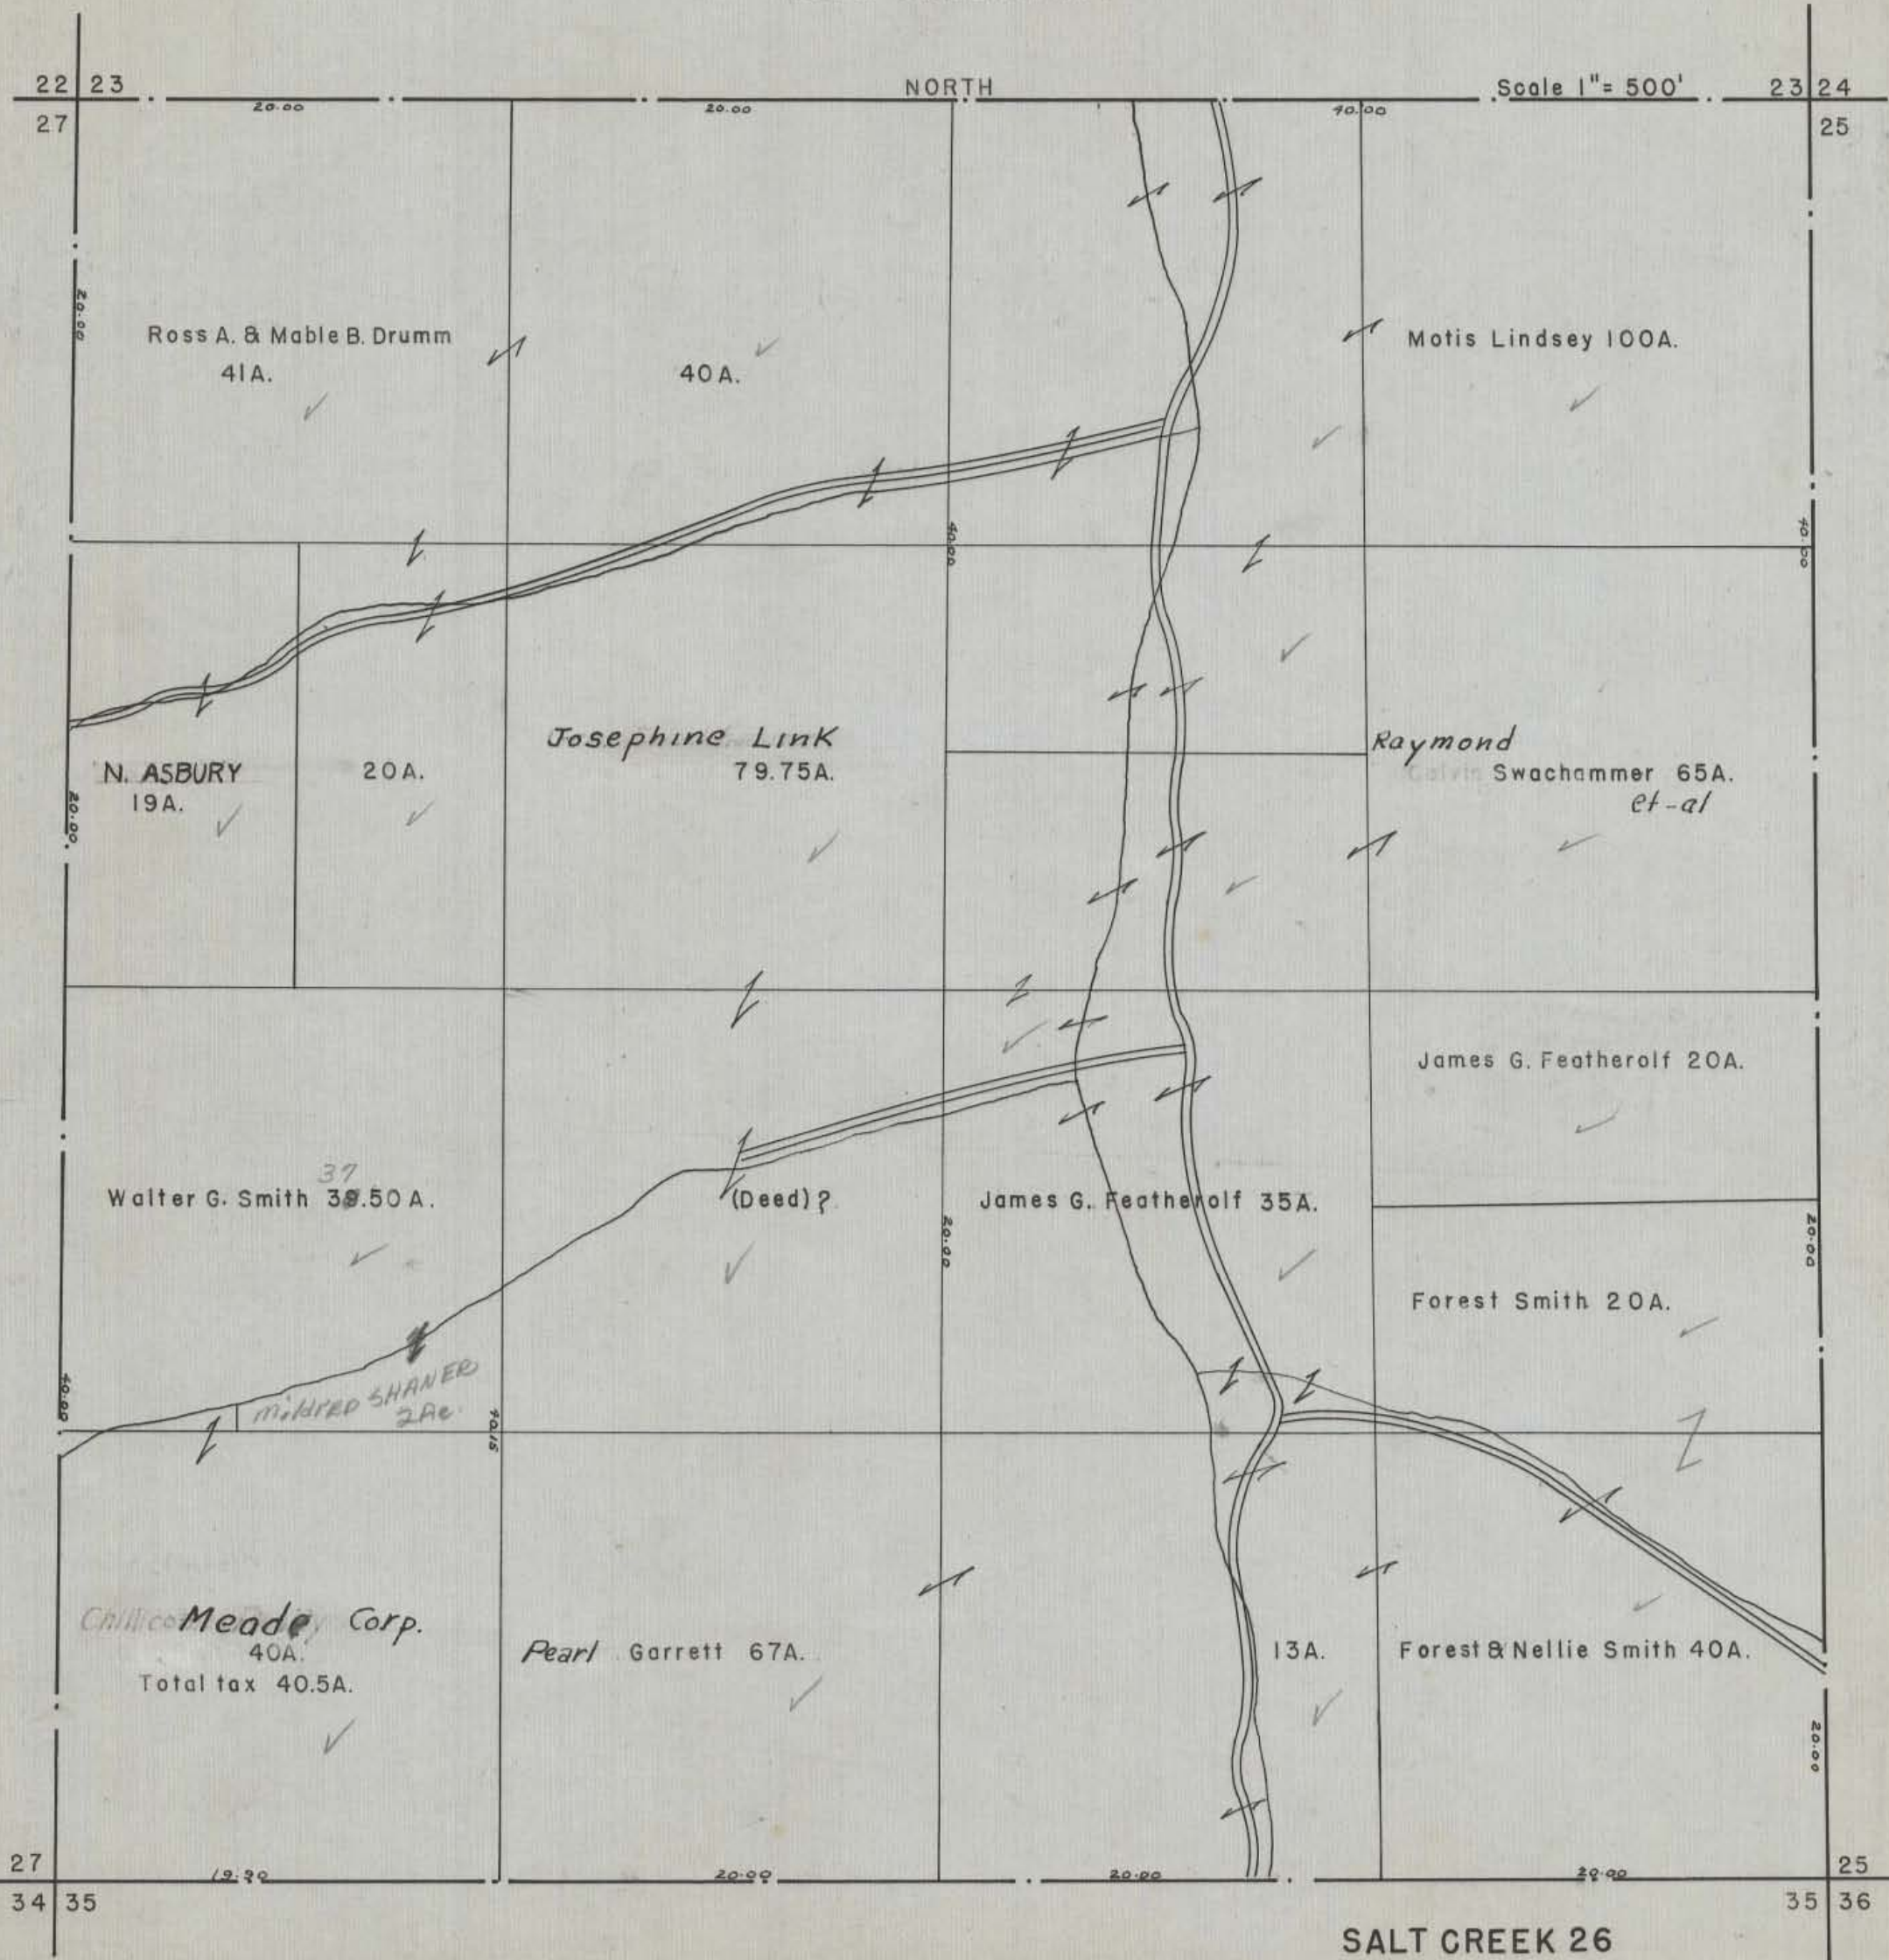 22 23
NORTH
Scale 1"= 500'
23 24
27
20.00
20.00
40.00
25
20.00
Ross A. & Mable B. Drumm
41A.
40A.
Motis Lindsey 100A.
40.00
40.00
Josephine Link
79.75A.
N. ASBURY
19A.
20A.
Raymond
Swachammer 65A.
et-al
20.00
James G. Featherolf 20A.
37
Walter G. Smith 38.50A.
(Deed)?
James G. Featherolf 35A.
20.00
20.00
Forest Smith 20A.
40.00
MildRED SHANER
2Ac.
40.15
Meade Corp.
40A.
Total tax 40.5A.
Pearl Garrett 67A.
13A.
Forest & Nellie Smith 40A.
20.00
27
19.90
20.00
20.00
20.00
25
34 35
35 36
SALT CREEK 26